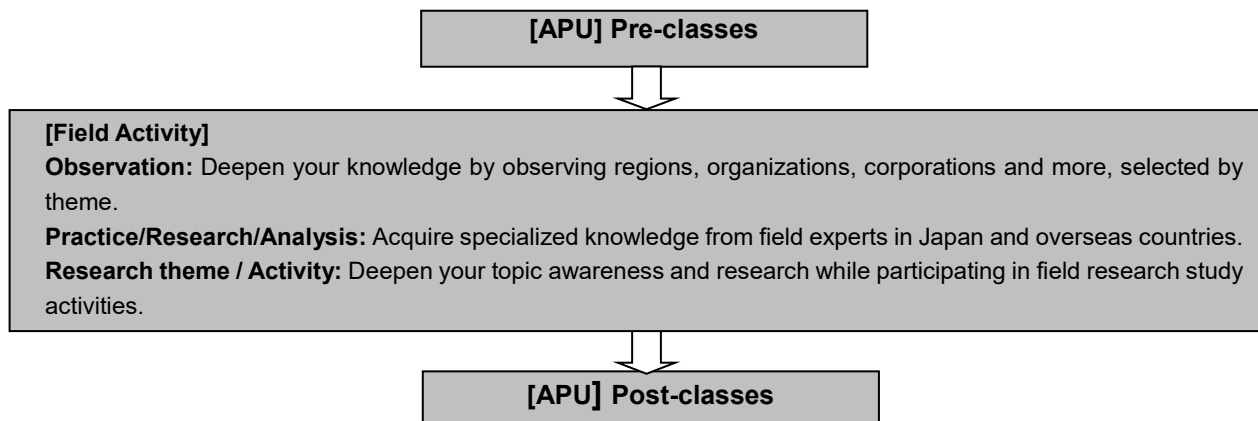 [APU] Pre-classes
[Field Activity]
Observation: Deepen your knowledge by observing regions, organizations, corporations and more, selected by
theme.
Practice/Research/Analysis: Acquire specialized knowledge from field experts in Japan and overseas countries.
Research theme / Activity: Deepen your topic awareness and research while participating in field research study
activities.
[APU] Post-classes